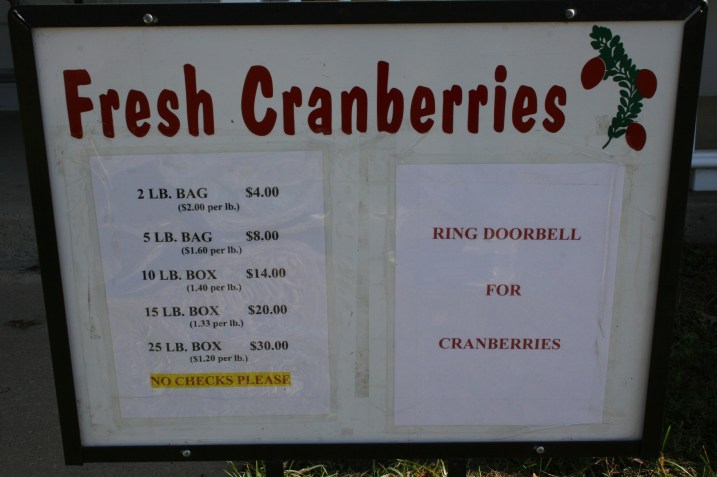 Fresh Cranberries
2 LB. BAG $4.00
($2.00 per lb.)
5 LB. BAG $8.00
($1.60 per lb.)
10 LB. BOX $14.00
(1.40 per lb.)
15 LB. BOX $20.00
(1.33 per lb.)
25 LB. BOX $30.00
($1.20 per lb.)
NO CHECKS PLEASE
RING DOORBELL
FOR
CRANBERRIES